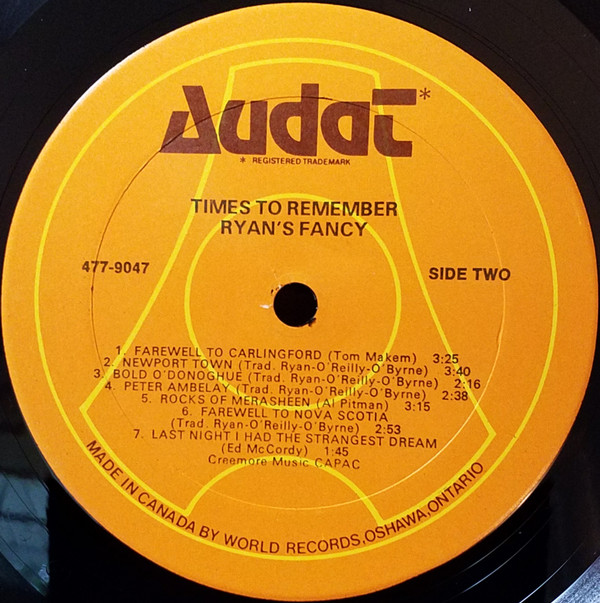 Audat*
* REGISTERED TRADEMARK
TIMES TO REMEMBER
RYAN'S FANCY
477-9047
SIDE TWO
1. FAREWELL TO CARLINGFORD (Tom Makem) 3:25
2. NEWPORT TOWN (Trad. Ryan-O'Reilly-O'Byrne) 3:40
3. BOLD O'DONOGHUE (Trad. Ryan-O'Reilly-O'Byrne) 2:16
4. PETER AMBELAY (Trad. Ryan-O'Reilly-O'Byrne) 2:38
5. ROCKS OF MERASHEEN (Al Pitman) 3:15
6. FAREWELL TO NOVA SCOTIA
(Trad. Ryan-O'Reilly-O'Byrne) 2:53
7. LAST NIGHT I HAD THE STRANGEST DREAM
(Ed McCordy) 1:45
Creemore Music CAPAC
MADE IN CANADA BY WORLD RECORDS, OSHAWA, ONTARIO